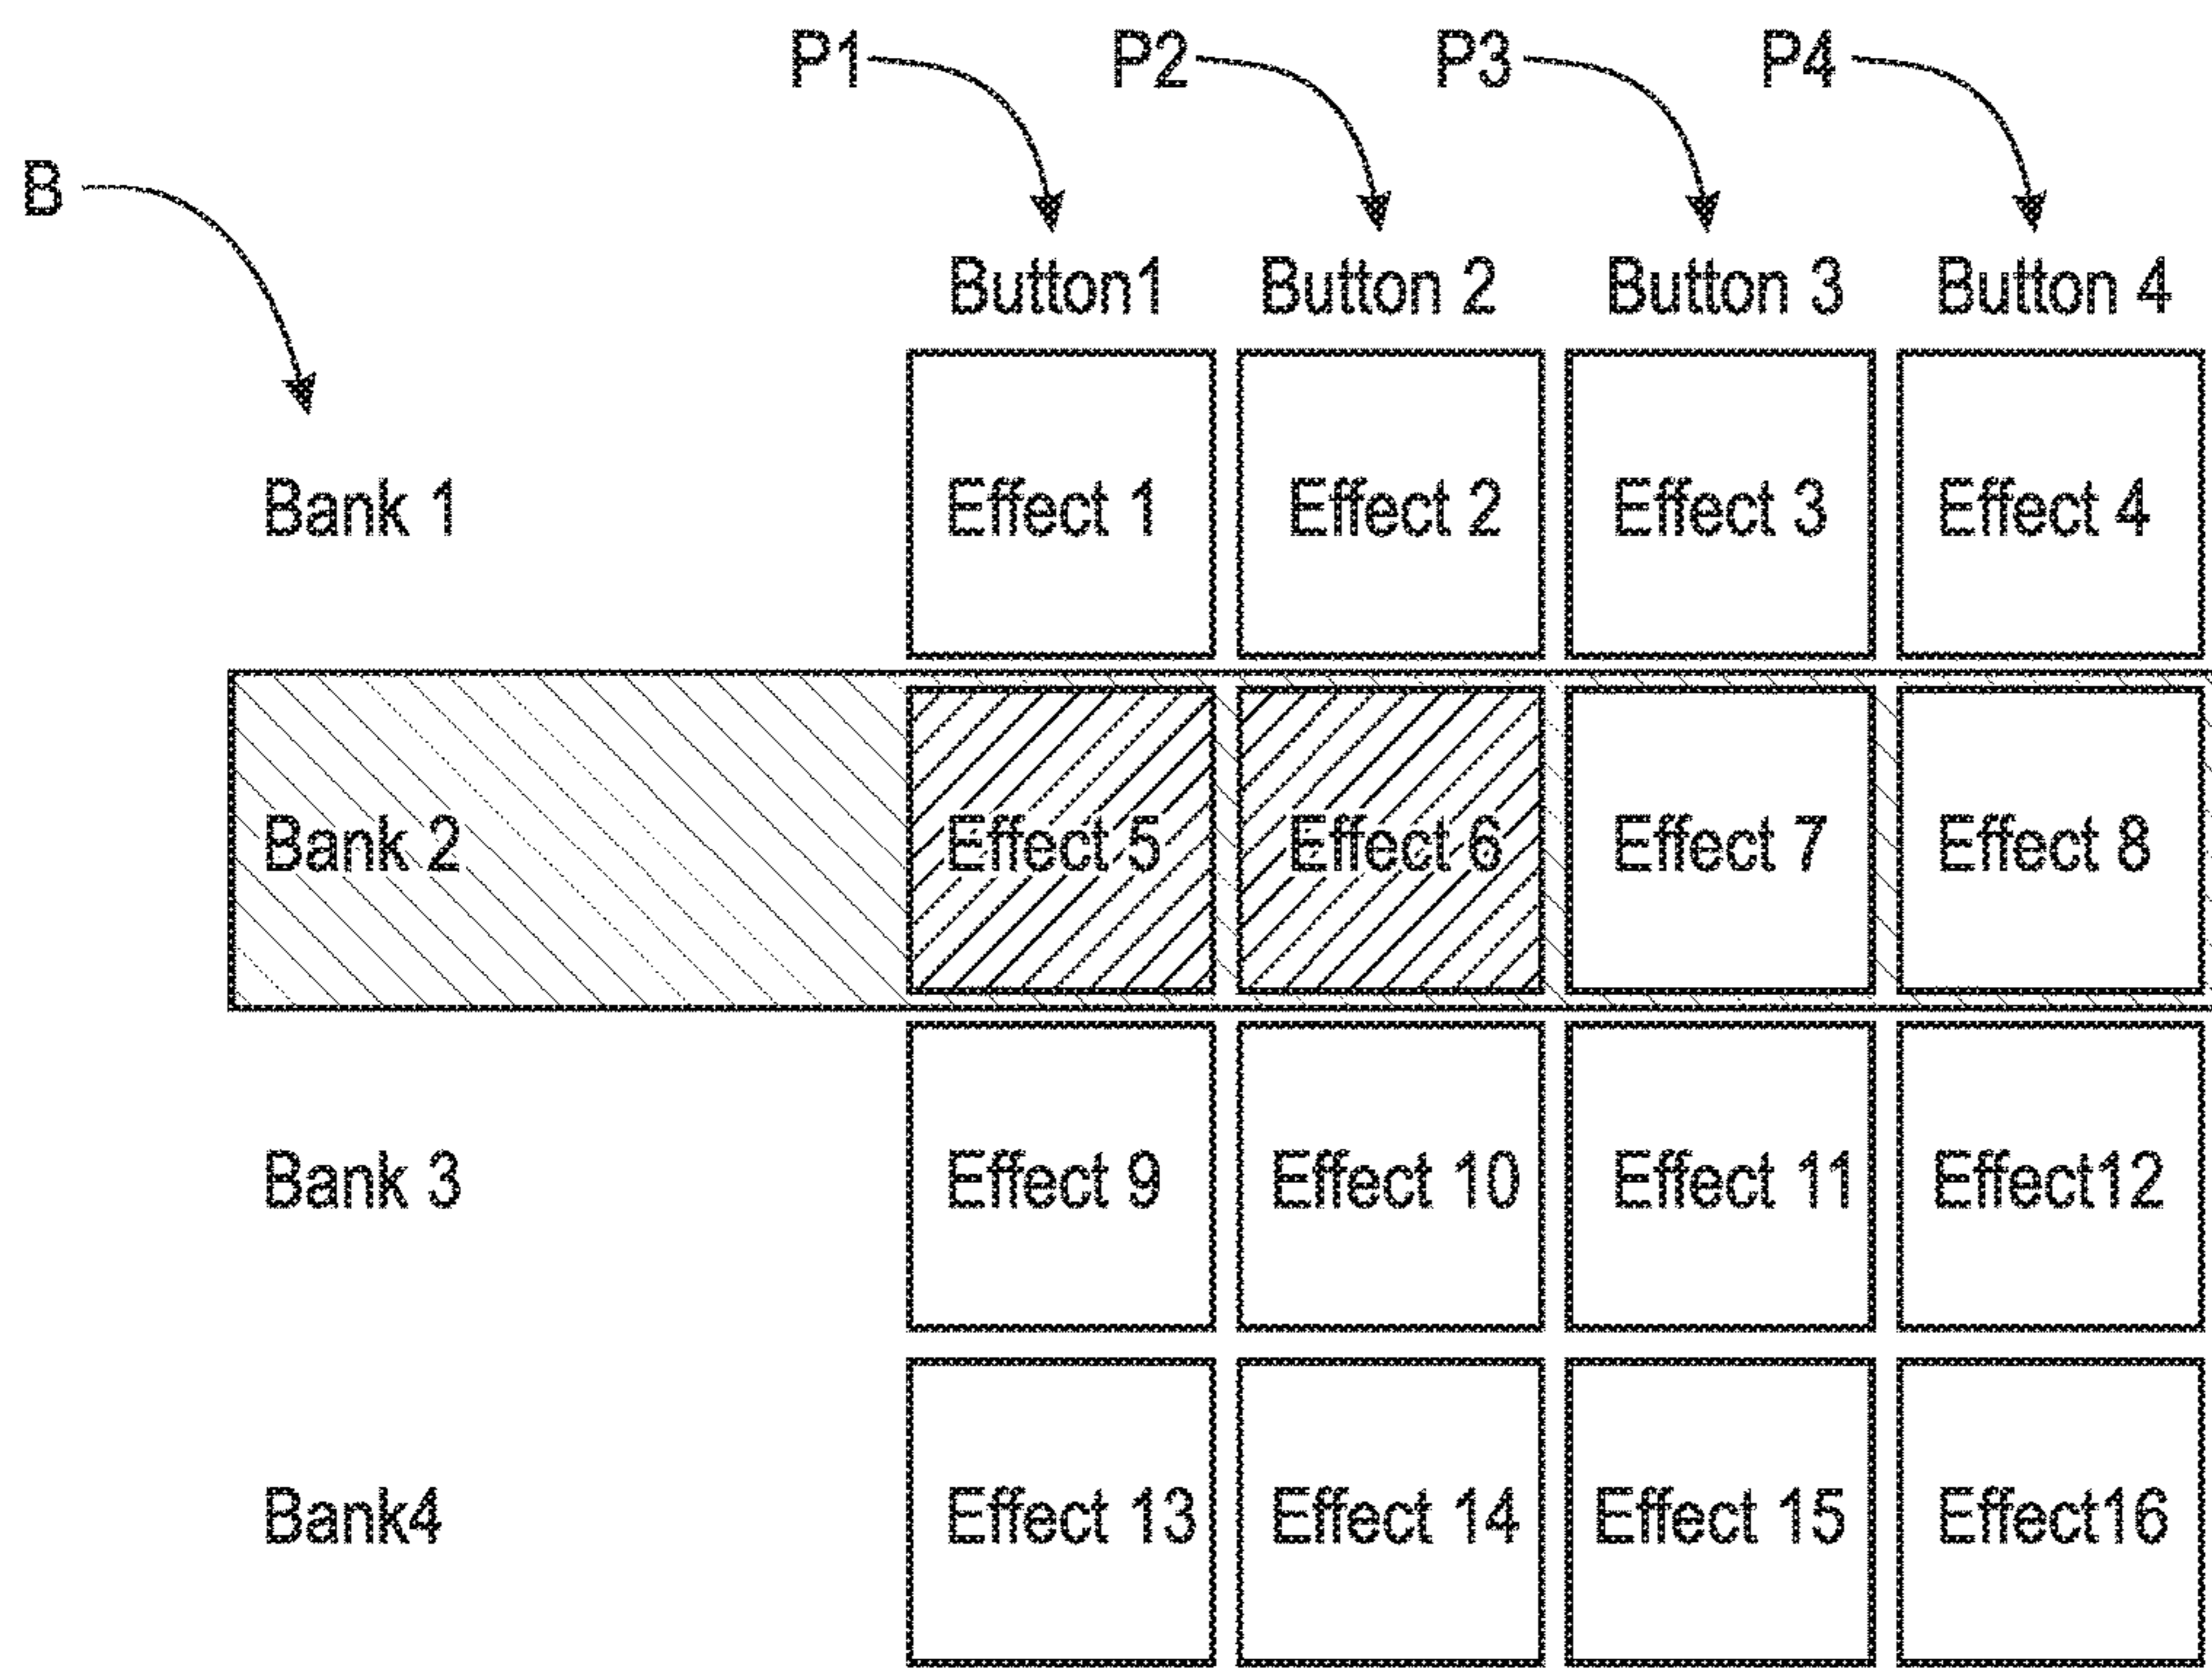 P1 P2 P3 P4
B
Button1 Button 2 Button 3 Button 4
Bank 1 Effect 1 Effect 2 Effect 3 Effect 4
Bank 2 Effect 5 Effect 6 Effect 7 Effect 8
Bank 3 Effect 9 Effect 10 Effect 11 Effect12
Bank4 Effect 13 Effect 14 Effect 15 Effect16